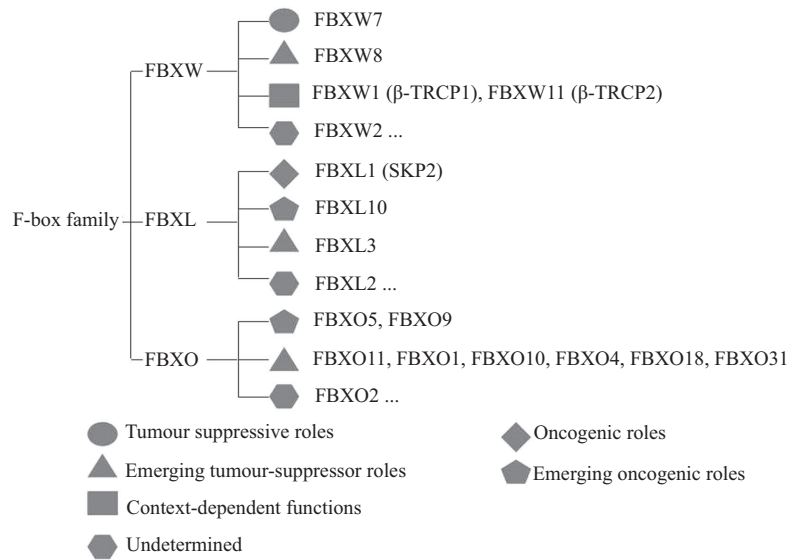 FBXW7
FBXW
FBXW8
FBXW1 (β-TRCP1), FBXW11 (β-TRCP2)
FBXW2 ...
FBXL1 (SKP2)
FBXL10
F-box family
FBXL
FBXL3
FBXL2 ...
FBXO5, FBXO9
FBXO
FBXO11, FBXO1, FBXO10, FBXO4, FBXO18, FBXO31
FBXO2 ...
Tumour suppressive roles
Oncogenic roles
Emerging tumour-suppressor roles
Emerging oncogenic roles
Context-dependent functions
Undetermined